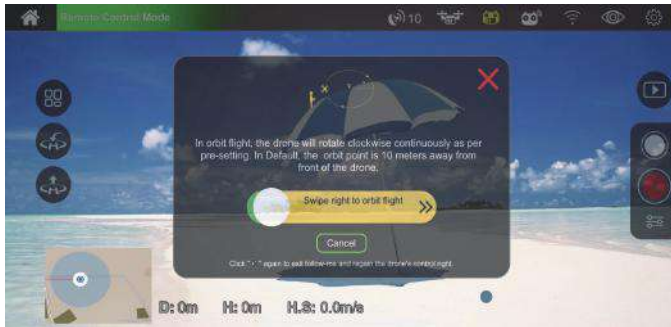 Remote Control Mode
10
In orbit flight, the drone will rotate clockwise continuously as per
pre-setting. In Default, the orbit point is 10 meters away from
front of the drone.
Swipe right to orbit flight
Cancel
again to exit follow-me and regain the drone's control right.
D: 0m H: 0m H.S: 0.0m/s